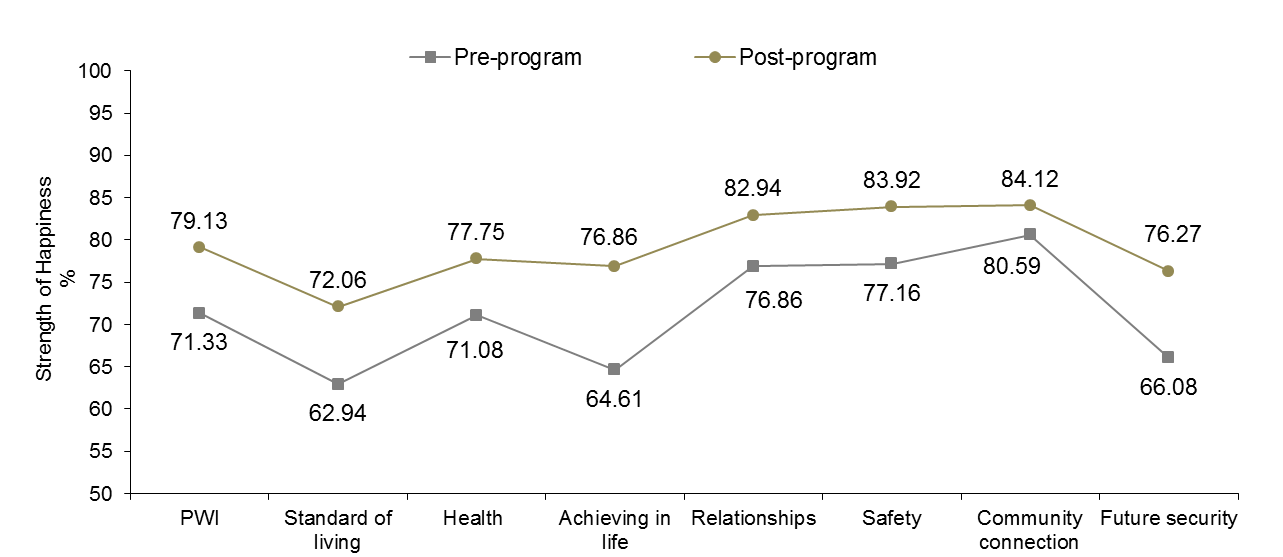 Pre-program
Post-program
Strength of Happiness
%
100
95
90
85
80
75
70
65
60
55
50
79.13
72.06
77.75
76.86
82.94
83.92
84.12
76.27
71.33
62.94
71.08
64.61
76.86
77.16
80.59
66.08
PWI
Standard of
living
Health
Achieving in
life
Relationships
Safety
Community
connection
Future security